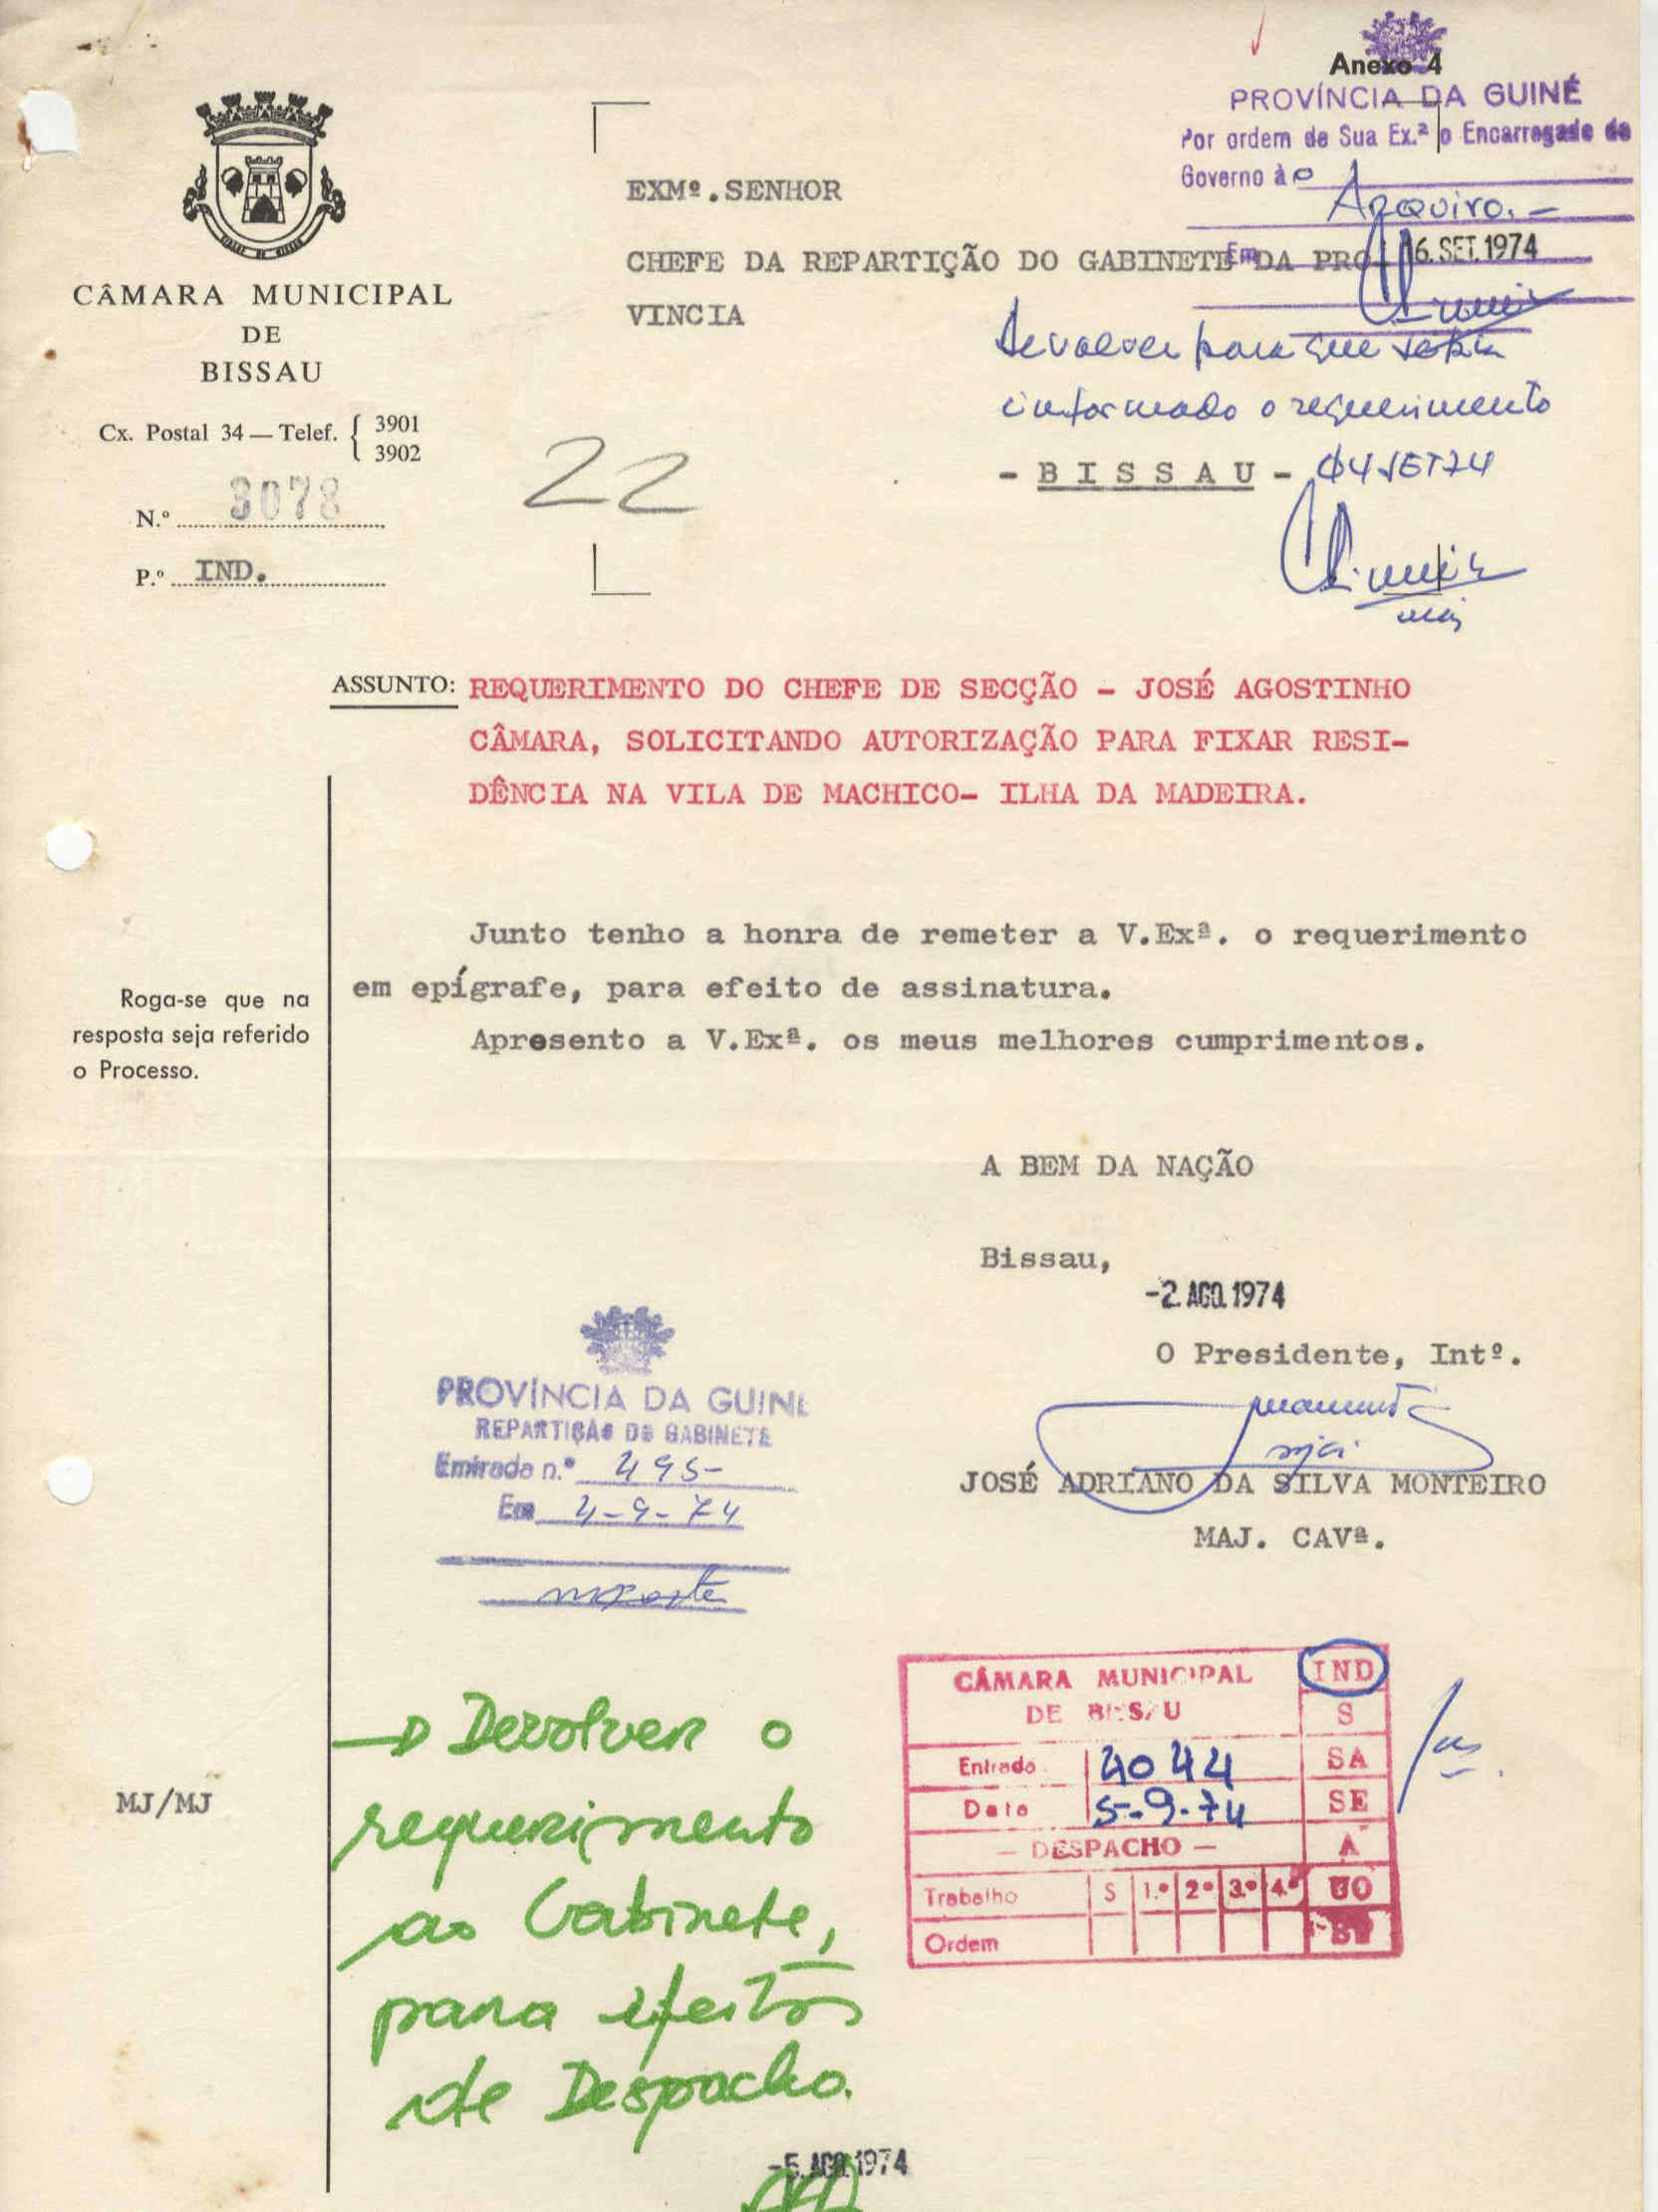 Anexo 4
PROVÍNCIA DA GUINÉ
Por ordem de Sua Ex.ª o Encarregado do
Governo à o
Arquivo.-
Em 16.SET.1974
CÂMARA MUNICIPAL
DE
BISSAU
Cx. Postal 34 — Telef. { 3901
3902
N.º 3078
P.º IND.
22
EXMº.SENHOR
CHEFE DA REPARTIÇÃO DO GABINETE DA PRO
VINCIA
Devolver para que seja
informado o requerimento
- B I S S A U - 04SET74
ASSUNTO: REQUERIMENTO DO CHEFE DE SECÇÃO - JOSÉ AGOSTINHO
CÂMARA, SOLICITANDO AUTORIZAÇÃO PARA FIXAR RESI-
DÊNCIA NA VILA DE MACHICO- ILHA DA MADEIRA.
Junto tenho a honra de remeter a V.Exª. o requerimento
em epígrafe, para efeito de assinatura.
Apresento a V.Exª. os meus melhores cumprimentos.
Roga-se que na
resposta seja referido
o Processo.
A BEM DA NAÇÃO
Bissau,
-2.AGO.1974
O Presidente, Intº.
JOSÉ ADRIANO DA SILVA MONTEIRO
MAJ. CAVª.
PROVÍNCIA DA GUINÉ
REPARTIÇÃO DO GABINETE
Entrada n.º 495-
Em 4-9-74
CÂMARA MUNICIPAL
DE BISSAU
IND
S
Entrada 4044
SA
Data 5-9-74
SE
— DESPACHO —
A
Trabalho S 1.º 2.º 3.º 4.º
UO
Ordem
Devolver o
requerimento
ao Gabinete,
para efeitos
de Despacho.
MJ/MJ
-5.AGO.1974